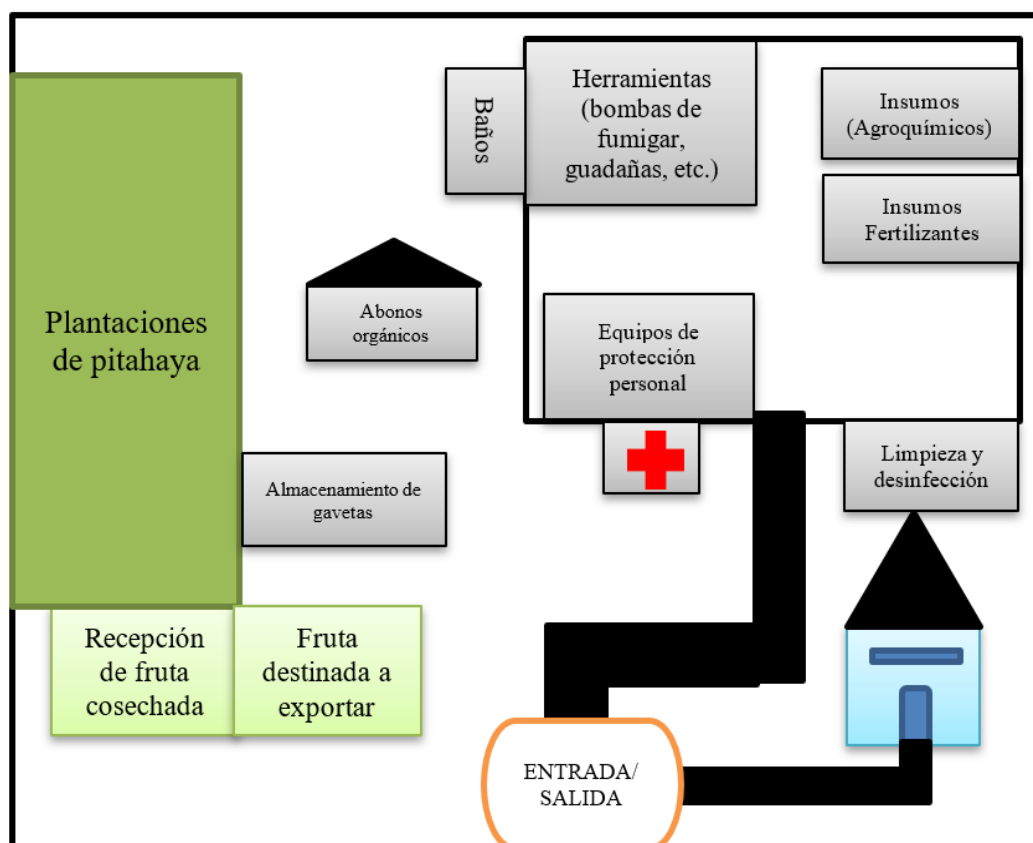 Herramientas
(bombas de
fumigar,
guadañas, etc.)
Baños
Insumos
(Agroquímicos)
Insumos
Fertilizantes
Plantaciones
de pitahaya
Abonos
orgánicos
Equipos de
protección
personal
Almacenamiento de
gavetas
Limpieza y
desinfección
Recepción
de fruta
cosechada
Fruta
destinada a
exportar
ENTRADA/
SALIDA